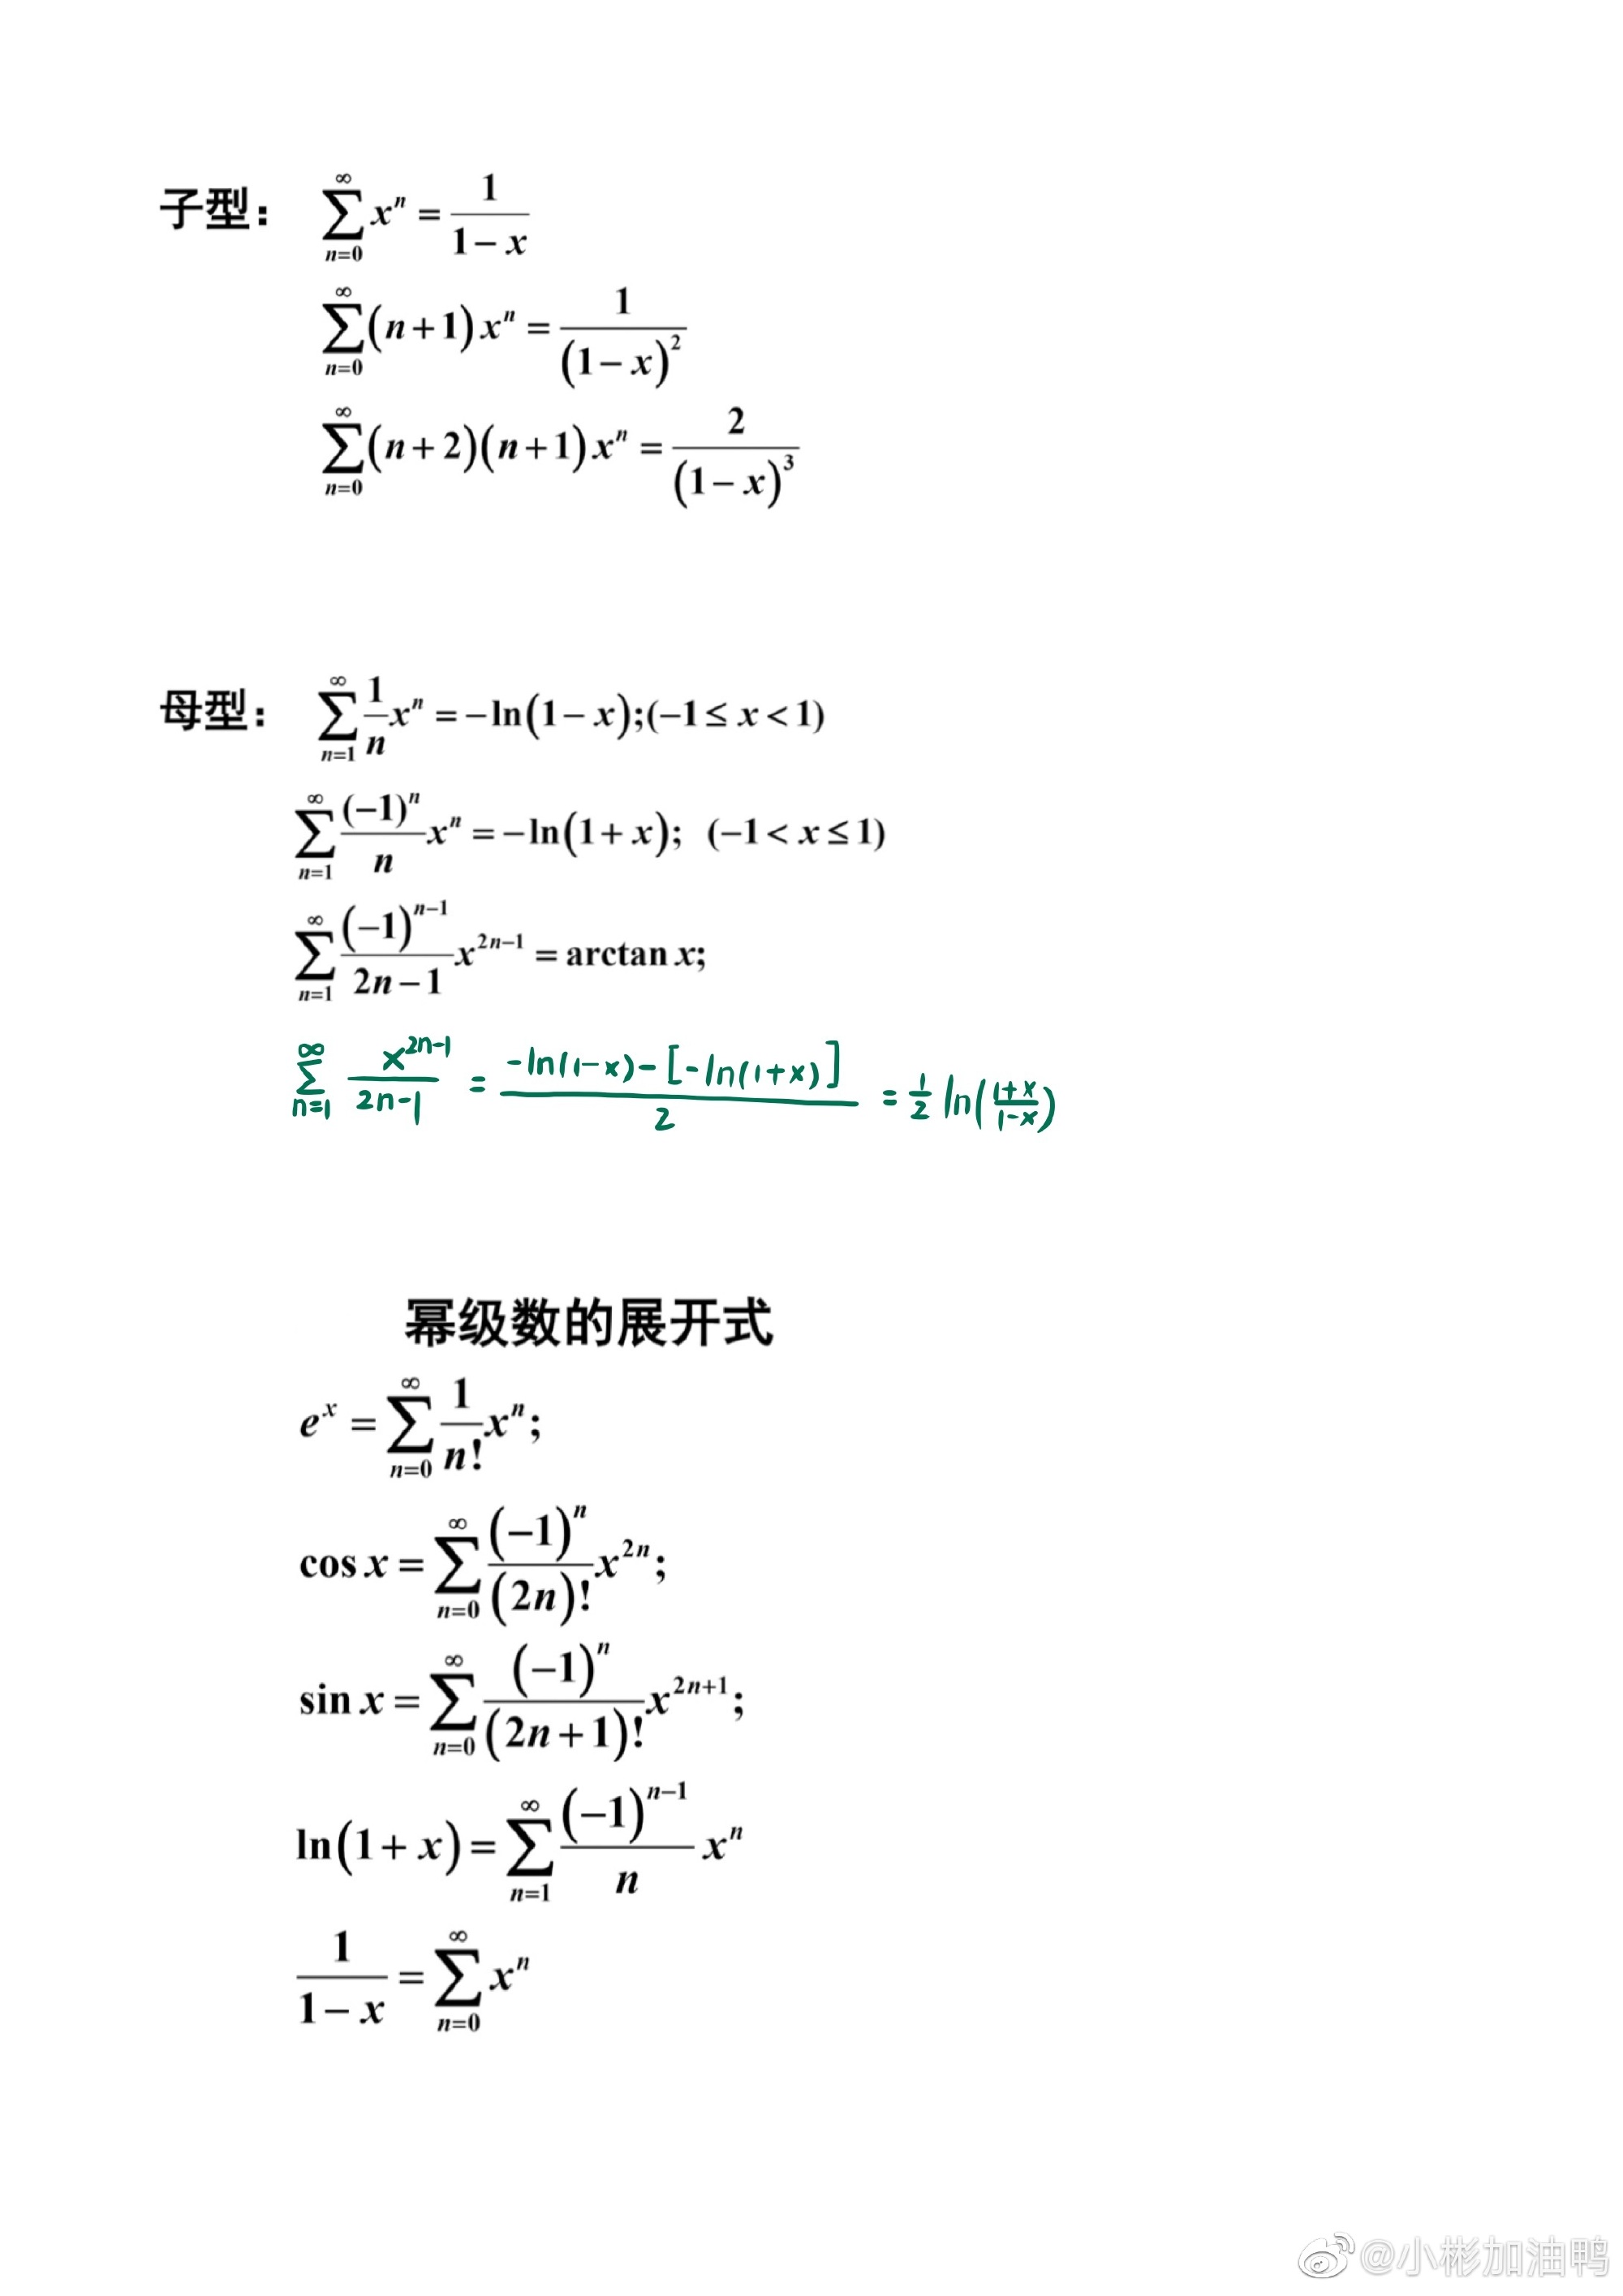 子型： $\sum_{n=0}^{\infty} x^n = \frac{1}{1-x}$
$\sum_{n=0}^{\infty} (n+1) x^n = \frac{1}{(1-x)^2}$
$\sum_{n=0}^{\infty} (n+2)(n+1) x^n = \frac{2}{(1-x)^3}$
母型： $\sum_{n=1}^{\infty} \frac{1}{n} x^n = -\ln(1-x); (-1 \leq x < 1)$
$\sum_{n=1}^{\infty} \frac{(-1)^n}{n} x^n = -\ln(1+x); (-1 < x \leq 1)$
$\sum_{n=1}^{\infty} \frac{(-1)^{n-1}}{2n-1} x^{2n-1} = \arctan x;$
$\sum_{n=1}^{\infty} \frac{x^{2n-1}}{2n-1} = \frac{-\ln(1-x)-[-\ln(1+x)]}{2} = \frac{1}{2} \ln(\frac{1+x}{1-x})$
幂级数的展开式
$e^x = \sum_{n=0}^{\infty} \frac{1}{n!} x^n;$
$\cos x = \sum_{n=0}^{\infty} \frac{(-1)^n}{(2n)!} x^{2n};$
$\sin x = \sum_{n=0}^{\infty} \frac{(-1)^n}{(2n+1)!} x^{2n+1};$
$\ln(1+x) = \sum_{n=1}^{\infty} \frac{(-1)^{n-1}}{n} x^n$
$\frac{1}{1-x} = \sum_{n=0}^{\infty} x^n$
@小彬加油鸭